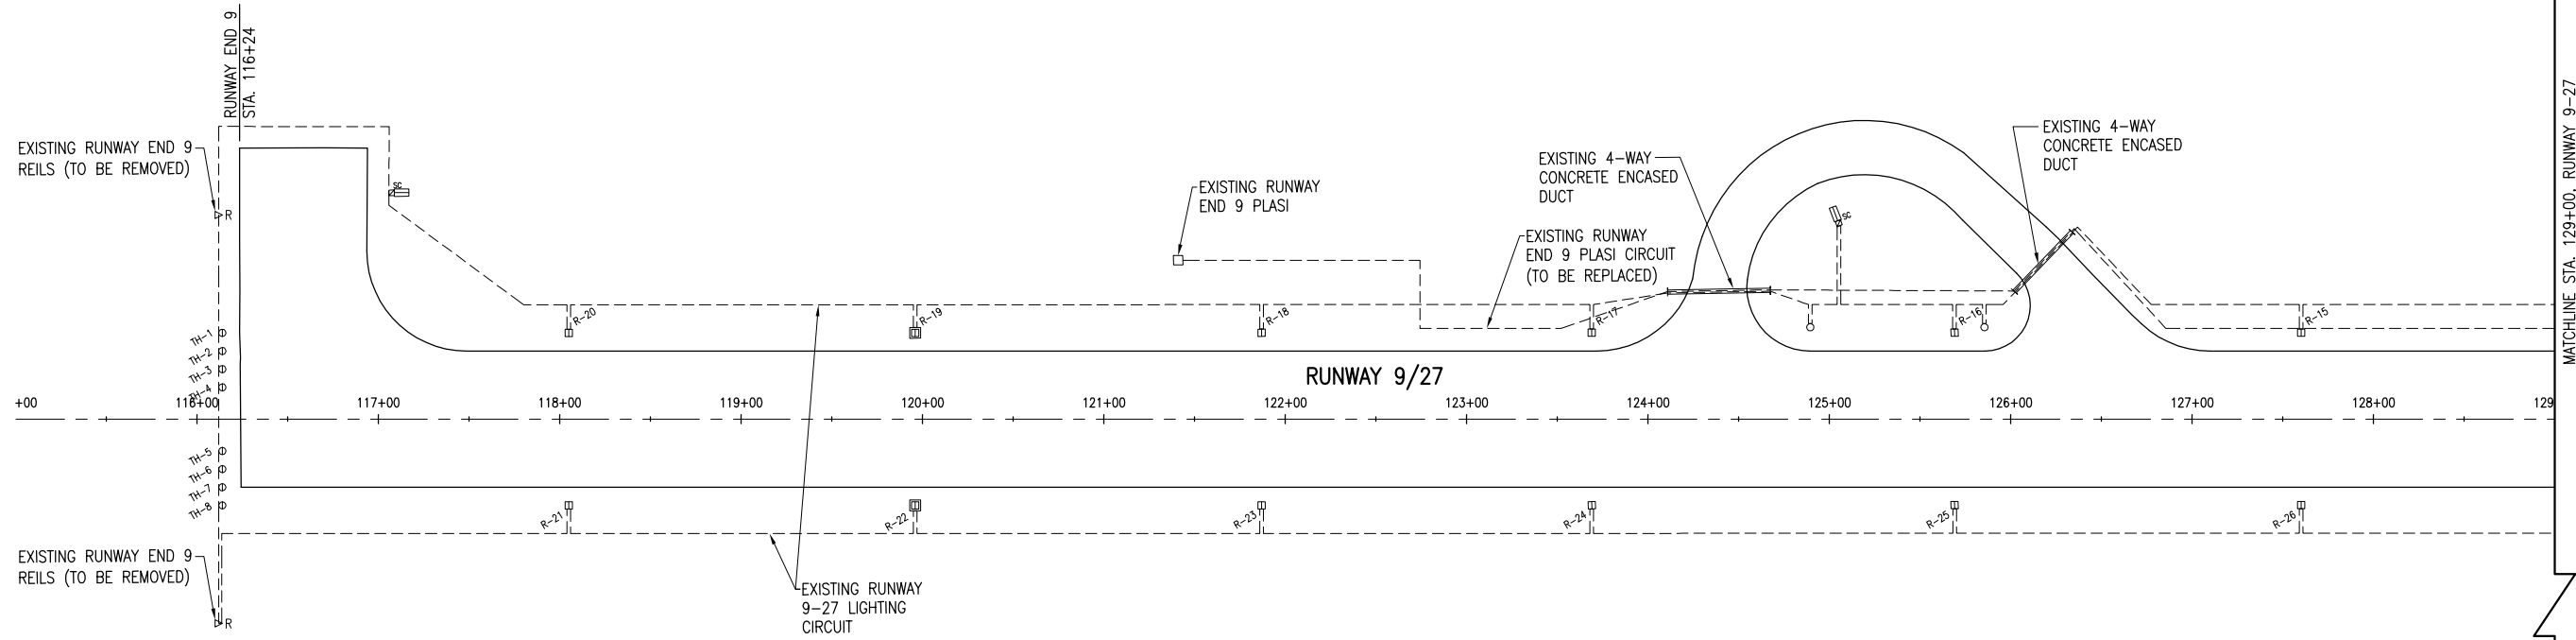 RUNWAY END 9
STA. 116+24
EXISTING RUNWAY END 9
REILS (TO BE REMOVED)
R
SC
EXISTING RUNWAY
END 9 PLASI
EXISTING RUNWAY
END 9 PLASI CIRCUIT
(TO BE REPLACED)
EXISTING 4-WAY
CONCRETE ENCASED
DUCT
SC
EXISTING 4-WAY
CONCRETE ENCASED
DUCT
MATCHLINE STA. 129+00, RUNWAY 9-27
R-20
R-19
R-18
R-17
R-16
R-15
TH-1
TH-2
TH-3
TH-4
RUNWAY 9/27
+00
116+00
117+00
118+00
119+00
120+00
121+00
122+00
123+00
124+00
125+00
126+00
127+00
128+00
129
TH-5
TH-6
TH-7
TH-8
R-21
R-22
R-23
R-24
R-25
R-26
EXISTING RUNWAY END 9
REILS (TO BE REMOVED)
R
EXISTING RUNWAY
9-27 LIGHTING
CIRCUIT